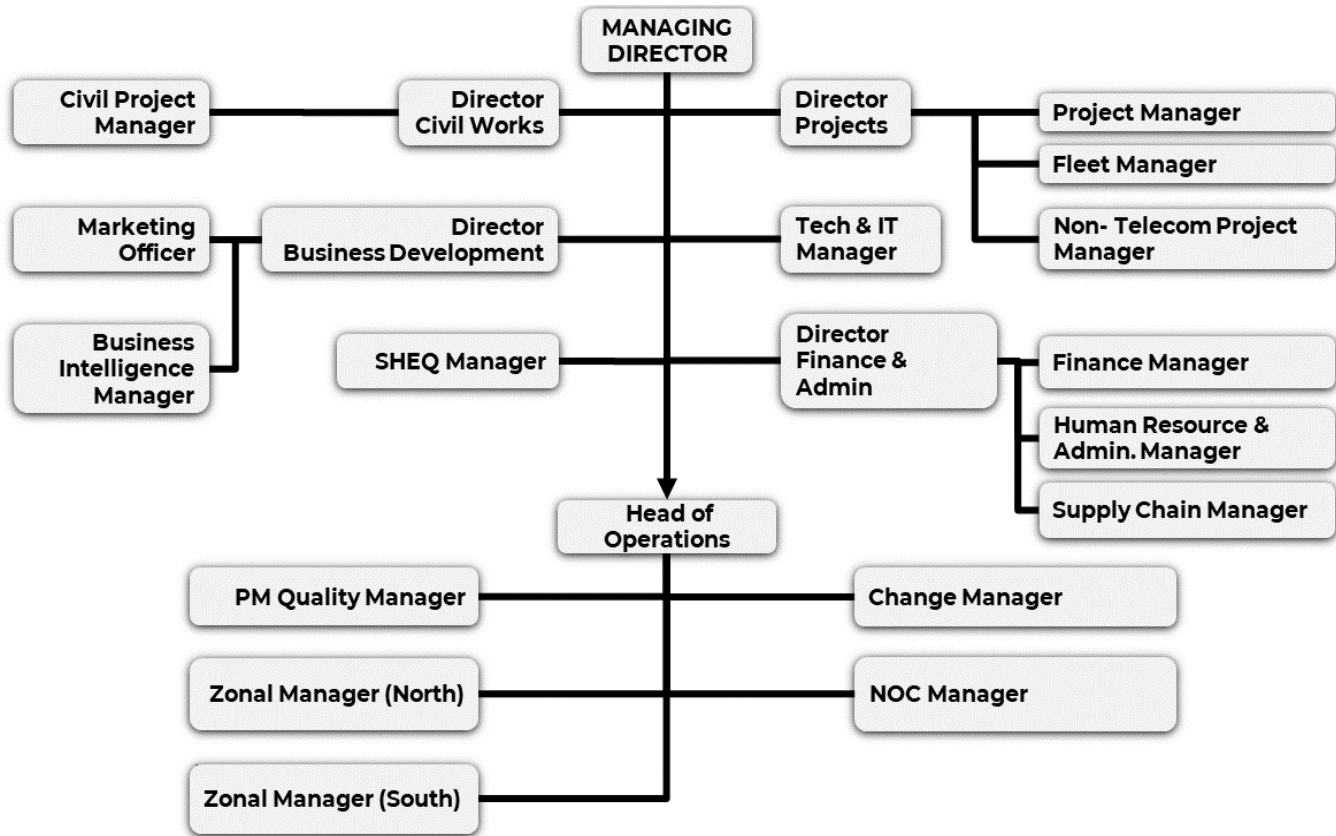 MANAGING
DIRECTOR
Civil Project
Manager
Director
Civil Works
Director
Projects
Project Manager
Fleet Manager
Non- Telecom Project
Manager
Marketing
Officer
Director
Business Development
Tech & IT
Manager
Business
Intelligence
Manager
SHEQ Manager
Director
Finance &
Admin
Finance Manager
Human Resource &
Admin. Manager
Supply Chain Manager
Head of
Operations
PM Quality Manager
Change Manager
Zonal Manager (North)
NOC Manager
Zonal Manager (South)